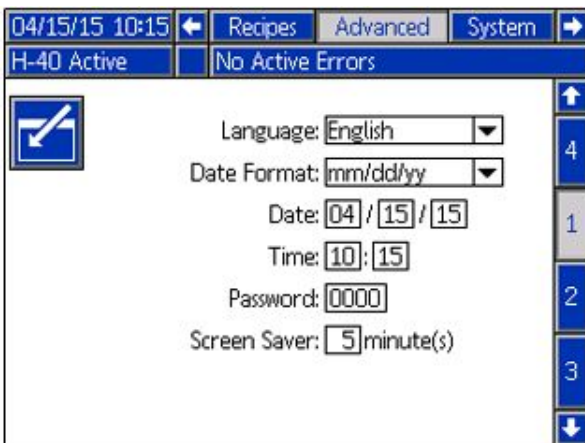 04/15/15 10:15 Recipes Advanced System
H-40 Active No Active Errors
Language: English
Date Format: mm/dd/yy
Date: 04 / 15 / 15
Time: 10 : 15
Password: 0000
Screen Saver: 5 minute(s)
4
1
2
3